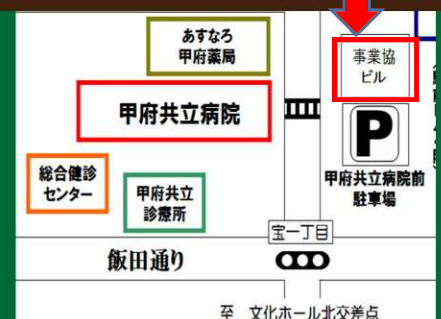 あすなろ
甲府薬局
事業協
ビル
甲府共立病院
P
総合健診
センター
甲府共立
診療所
甲府共立病院前
駐車場
宝一丁目
飯田通り
至 文化ホール北交差点